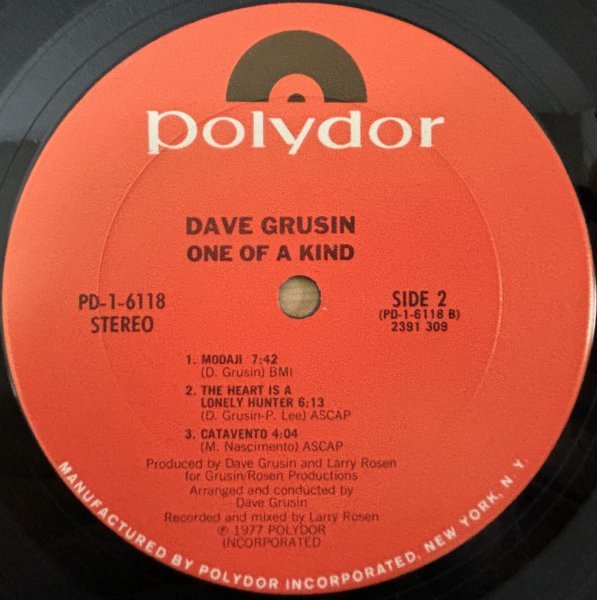 polydor
DAVE GRUSIN
ONE OF A KIND
PD-1-6118
STEREO
SIDE 2
(PD-1-6118 B)
2391 309
1. MODAJI 7:42
(D. Grusin) BMI
2. THE HEART IS A
LONELY HUNTER 6:13
(D. Grusin-P. Lee) ASCAP
3. CATAVENTO 4:04
(M. Nascimento) ASCAP
Produced by Dave Grusin and Larry Rosen
for Grusin/Rosen Productions
Arranged and conducted by
Dave Grusin
Recorded and mixed by Larry Rosen
℗ 1977 POLYDOR
INCORPORATED
MANUFACTURED BY POLYDOR INCORPORATED, NEW YORK, N. Y.